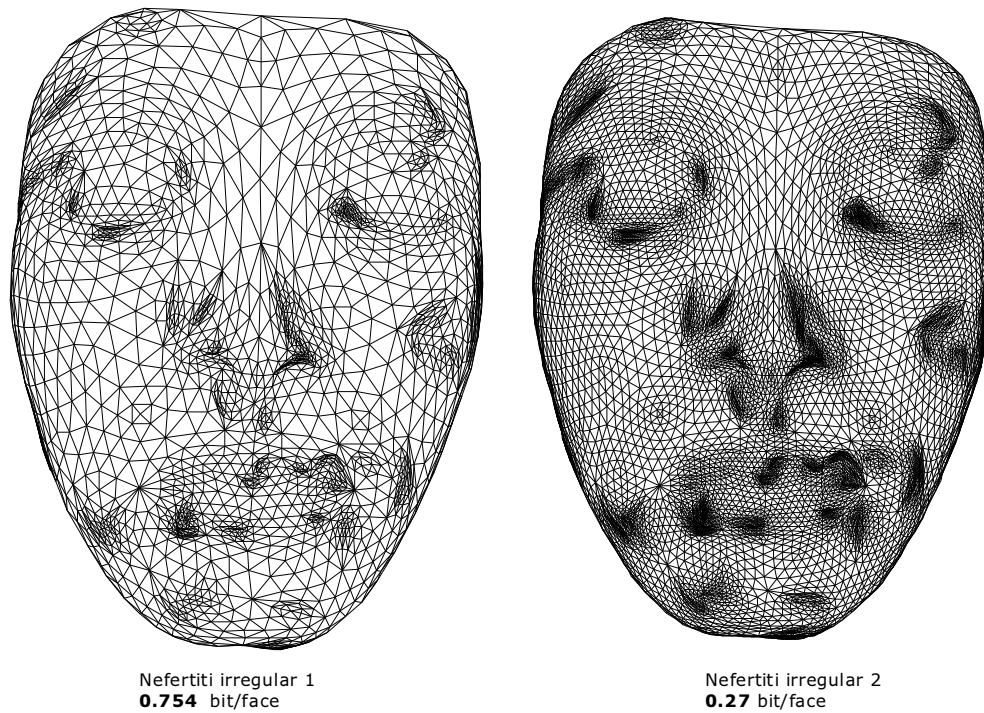 Nefertiti irregular 1
0.754 bit/face
Nefertiti irregular 2
0.27 bit/face